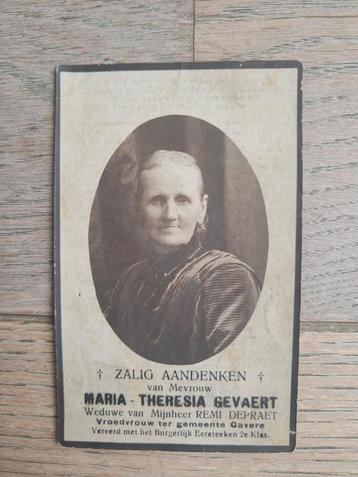 † ZALIG AANDENKEN †
van Mevrouw
MARIA - THERESIA GEVAERT
Weduwe van Mijnheer REMI DEPRAET
Vroedvrouw ter gemeente Gavere
Vereerd met het Burgerlijk Eereteeken 2e Klas.